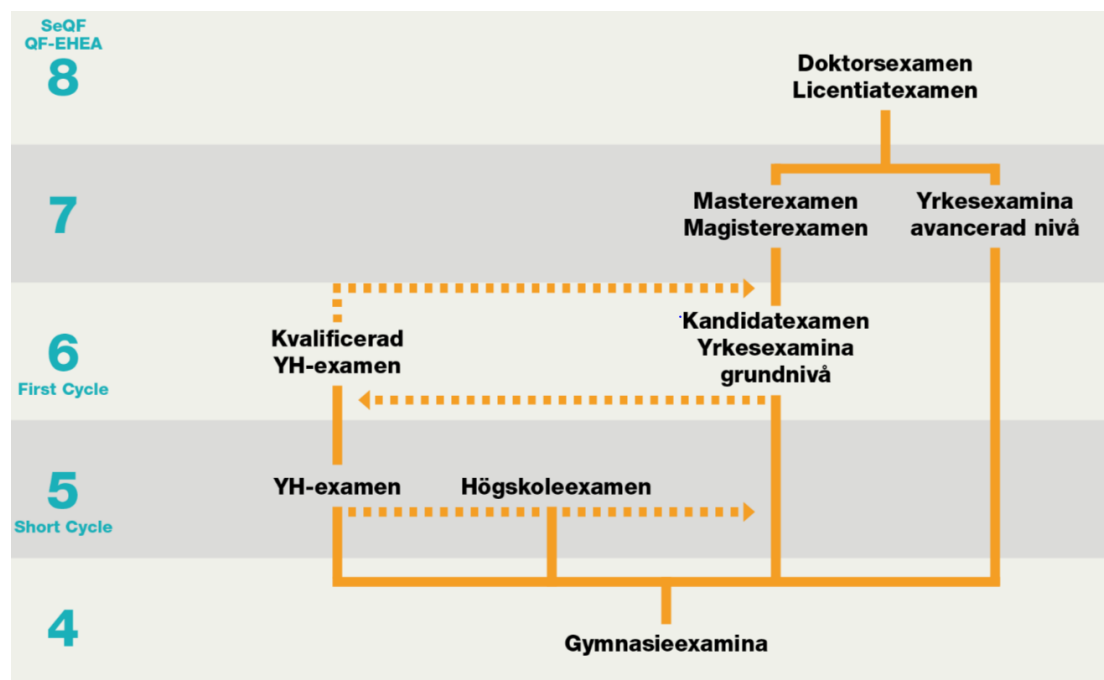 SeQF
QF-EHEA
8
Doktorsexamen
Licentiatexamen
7
Masterexamen
Magisterexamen
Yrkesexamina
avancerad nivå
6
First Cycle
Kvalificerad
YH-examen
Kandidatexamen
Yrkesexamina
grundnivå
5
Short Cycle
YH-examen
Högskoleexamen
4
Gymnasieexamina